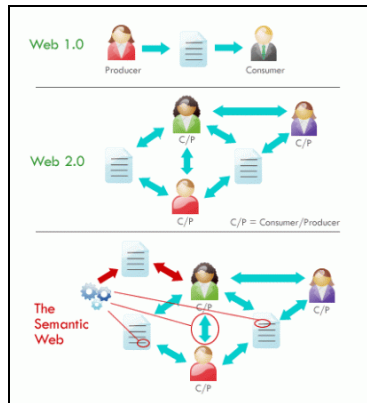 Web 1.0
Producer
Consumer
Web 2.0
C/P
C/P
C/P
C/P = Consumer/Producer
The
Semantic
Web
C/P
C/P
C/P